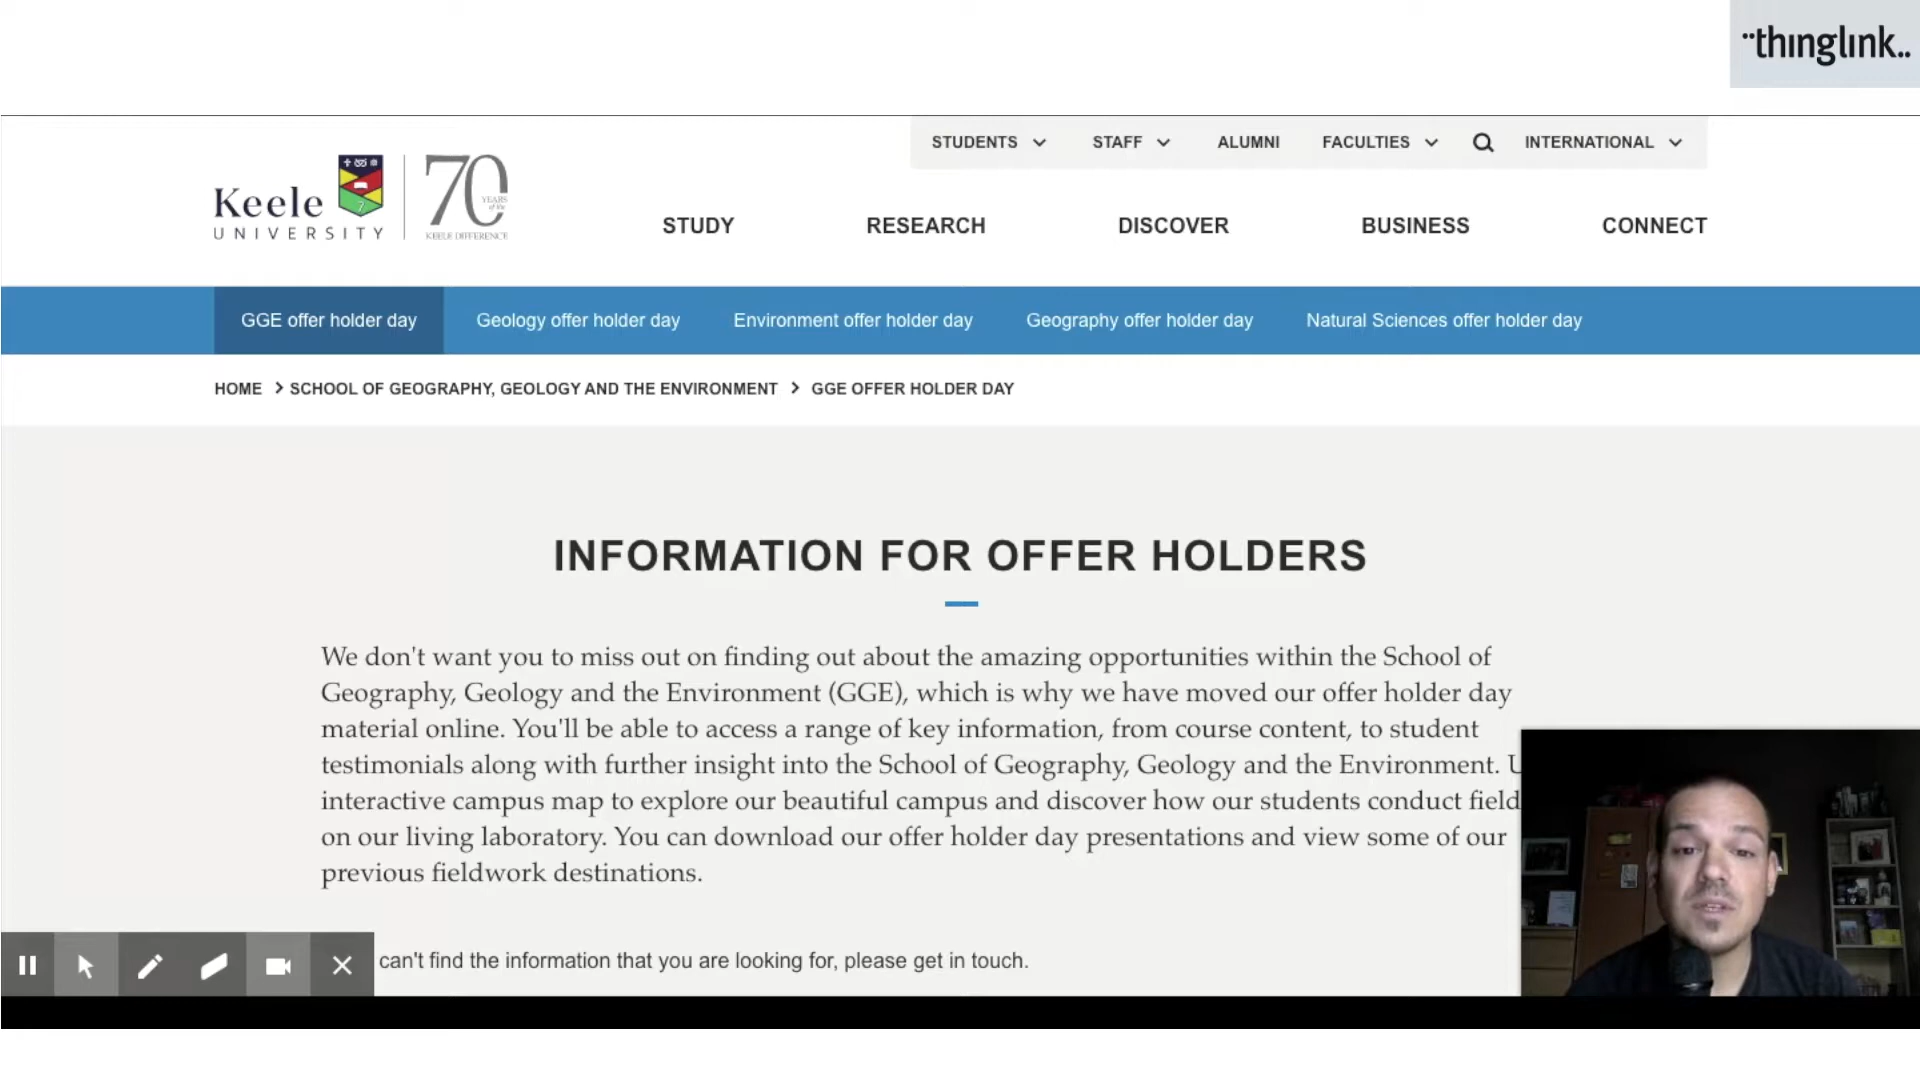 thinglink..
STUDENTS STAFF ALUMNI FACULTIES INTERNATIONAL
Keele
UNIVERSITY
70
YEARS
of the
KEELE DIFFERENCE
STUDY RESEARCH DISCOVER BUSINESS CONNECT
GGE offer holder day Geology offer holder day Environment offer holder day Geography offer holder day Natural Sciences offer holder day
HOME > SCHOOL OF GEOGRAPHY, GEOLOGY AND THE ENVIRONMENT > GGE OFFER HOLDER DAY
INFORMATION FOR OFFER HOLDERS
We don't want you to miss out on finding out about the amazing opportunities within the School of
Geography, Geology and the Environment (GGE), which is why we have moved our offer holder day
material online. You'll be able to access a range of key information, from course content, to student
testimonials along with further insight into the School of Geography, Geology and the Environment. U
interactive campus map to explore our beautiful campus and discover how our students conduct field
on our living laboratory. You can download our offer holder day presentations and view some of our
previous fieldwork destinations.
can't find the information that you are looking for, please get in touch.